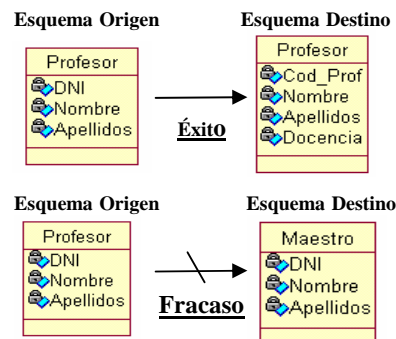 Esquema Origen Esquema Destino
Profesor Profesor
DNI Cod_Prof
Nombre Nombre
Apellidos Apellidos
Éxito Docencia
Esquema Origen Esquema Destino
Profesor Maestro
DNI DNI
Nombre Nombre
Apellidos Apellidos
Fracaso